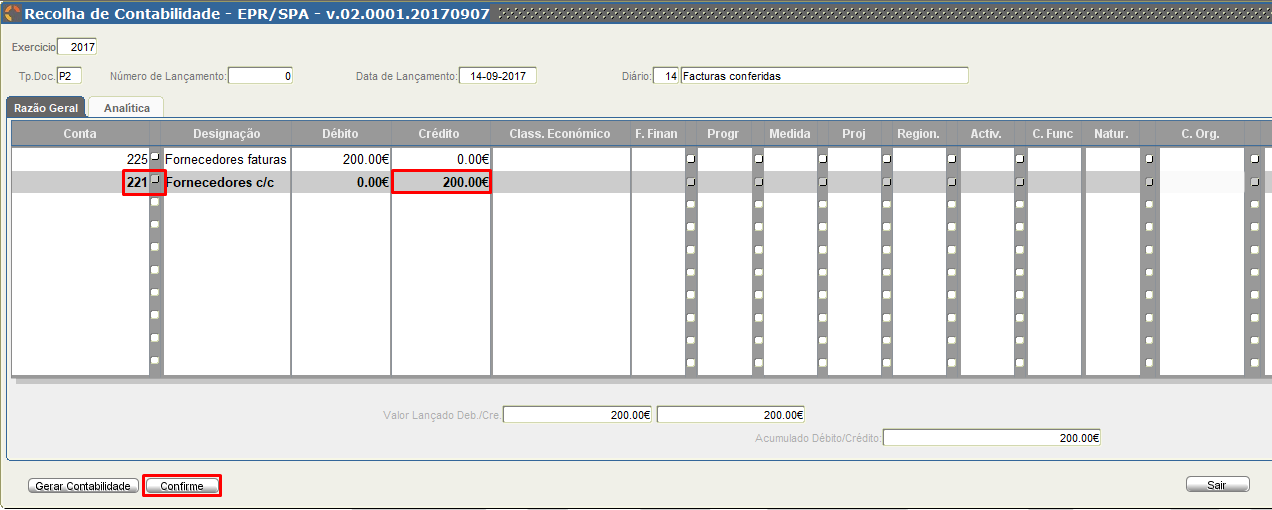 Recolha de Contabilidade - EPR/SPA - v.02.0001.20170907
Exercicio 2017
Tp.Doc. P2 Número de Lançamento: 0 Data de Lançamento: 14-09-2017 Diário: 14 Facturas conferidas
Razão Geral Analítica
Conta Designação Débito Crédito Class. Económico F. Finan Progr Medida Proj Region. Activ. C. Func Natur. C. Org.
225 Fornecedores faturas 200.00€ 0.00€
221 Fornecedores c/c 0.00€ 200.00€
Valor Lançado Deb./Cre. 200.00€ 200.00€
Acumulado Débito/Crédito: 200.00€
Gerar Contabilidade Confirme Sair